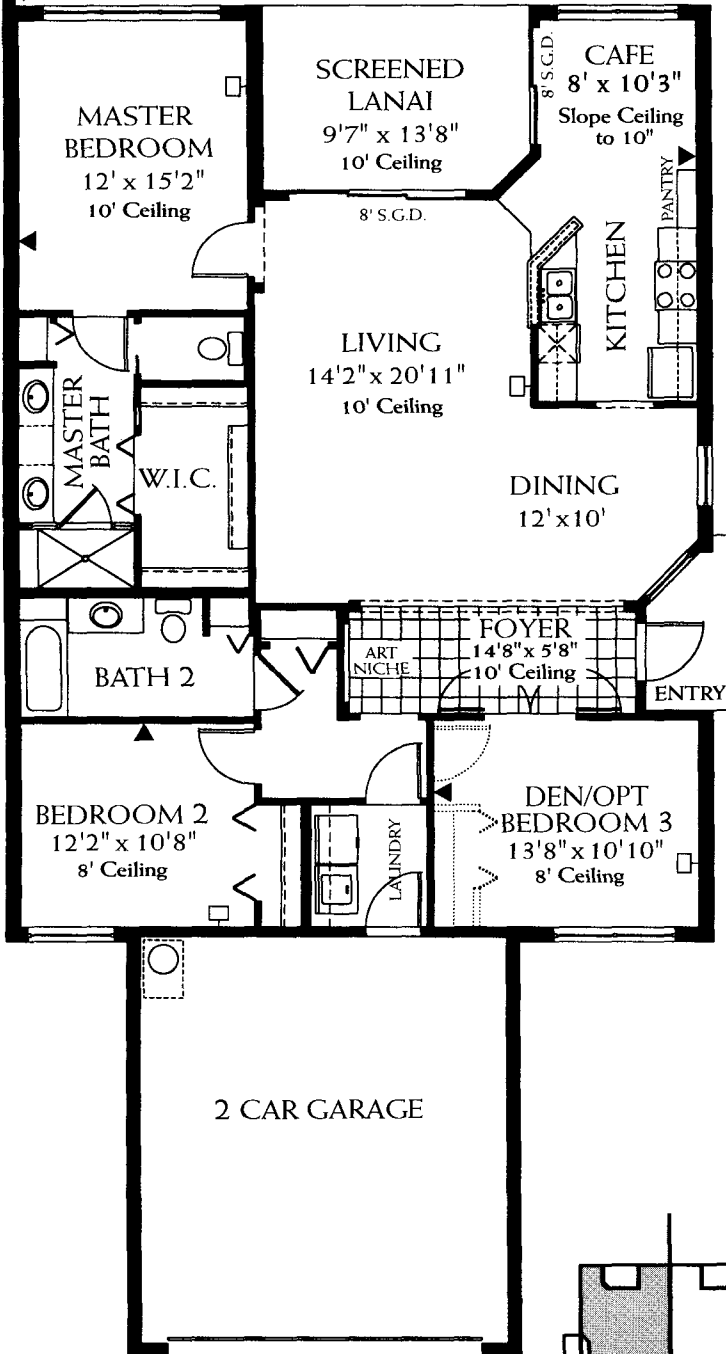 MASTER
BEDROOM
12' x 15'2"
10' Ceiling
SCREENED
LANAI
9'7" x 13'8"
10' Ceiling
8' S.G.D.
8' S.G.D.
CAFE
8' x 10'3"
Slope Ceiling
to 10"
PANTRY
KITCHEN
LIVING
14'2" x 20'11"
10' Ceiling
MASTER
BATH
W.I.C.
DINING
12' x 10'
FOYER
14'8" x 5'8"
10' Ceiling
ART
NICHE
ENTRY
BATH 2
BEDROOM 2
12'2" x 10'8"
8' Ceiling
LAUNDRY
DEN/OPT
BEDROOM 3
13'8" x 10'10"
8' Ceiling
2 CAR GARAGE